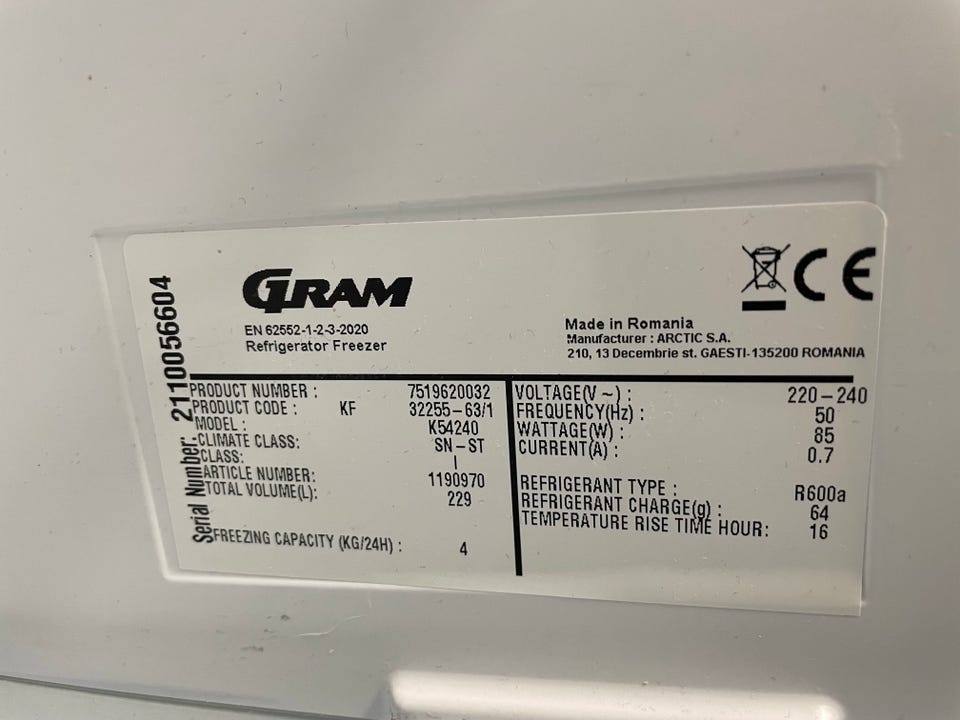 GRAM
EN 62552-1-2-3-2020
Refrigerator Freezer
CE
Made in Romania
Manufacturer : ARCTIC S.A.
210, 13 Decembrie st. GAESTI-135200 ROMANIA
Serial Number: 2110056604
PRODUCT NUMBER : 7519620032
PRODUCT CODE : KF 32255-63/1
MODEL : K54240
CLIMATE CLASS: SN-ST
CLASS: I
ARTICLE NUMBER: 1190970
TOTAL VOLUME(L): 229
FREEZING CAPACITY (KG/24H) : 4
VOLTAGE(V ~) : 220-240
FREQUENCY(Hz) : 50
WATTAGE(W) : 85
CURRENT(A) : 0.7
REFRIGERANT TYPE : R600a
REFRIGERANT CHARGE(g) : 64
TEMPERATURE RISE TIME HOUR: 16